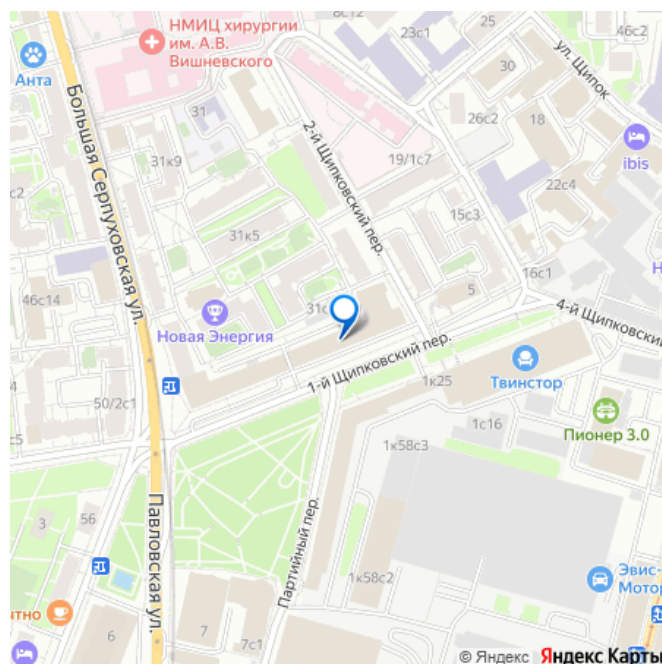 8с12
НМИЦ хирургии
им. А.В.
Вишневского
23с1
25
46с2
ул. Щипок
30
Анта
31
26с2
18
2-й Щипковский пер.
ibis
Большая Серпуховская ул.
31к9
19/1с7
22с4
с2
15с3
31к5
16с1
46с14
5
Новая Энергия
4-й Щипковский
1-й Щипковский пер.
1к25
Твинстор
50/2с1
1с16
Пионер 3.0
с5
1к58с3
Партийный пер.
Павловская ул.
3
56
1к58с2
Эвис-
Мотор
6
7
7с1
© Яндекс
Яндекс Карты